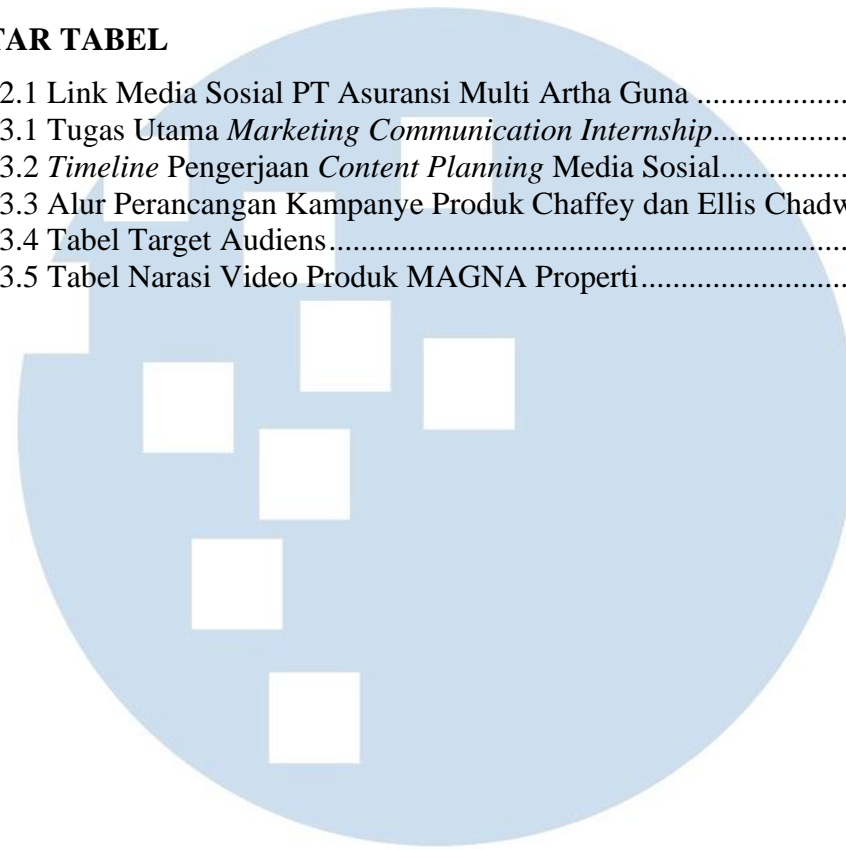 TAR TABEL
2.1 Link Media Sosial PT Asuransi Multi Artha Guna ..................
3.1 Tugas Utama Marketing Communication Internship..................
3.2 Timeline Pengerjaan Content Planning Media Sosial..................
3.3 Alur Perancangan Kampanye Produk Chaffey dan Ellis Chadw
3.4 Tabel Target Audiens..................
3.5 Tabel Narasi Video Produk MAGNA Properti..................